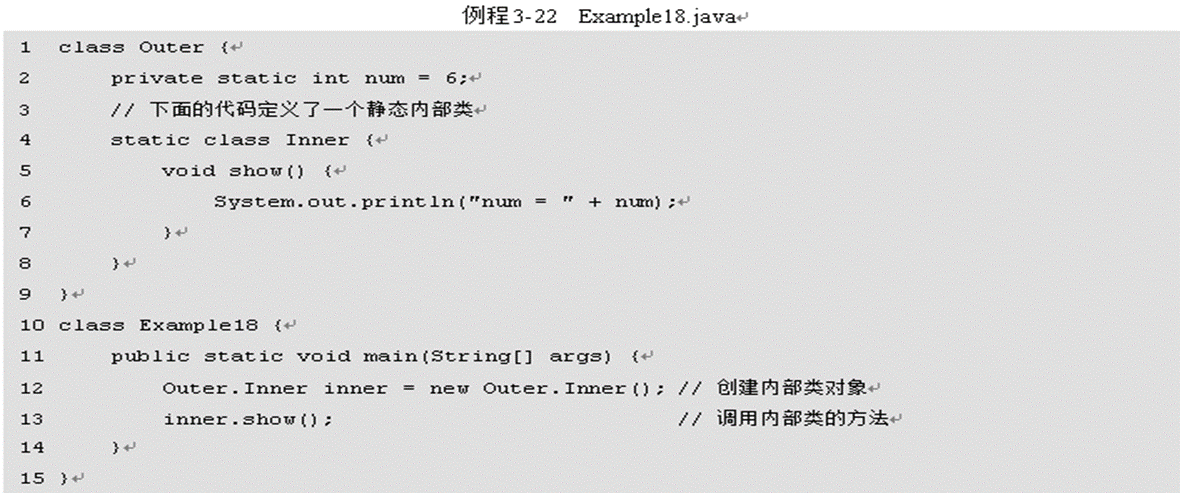 例程3-22 Example18.java↵
1 class Outer {↵
2     private static int num = 6;↵
3     // 下面的代码定义了一个静态内部类↵
4     static class Inner {↵
5         void show() {↵
6             System.out.println("num = " + num);↵
7         }↵
8     }↵
9 }↵
10 class Example18 {↵
11     public static void main(String[] args) {↵
12         Outer.Inner inner = new Outer.Inner(); // 创建内部类对象↵
13         inner.show();                          // 调用内部类的方法↵
14     }↵
15 }↵